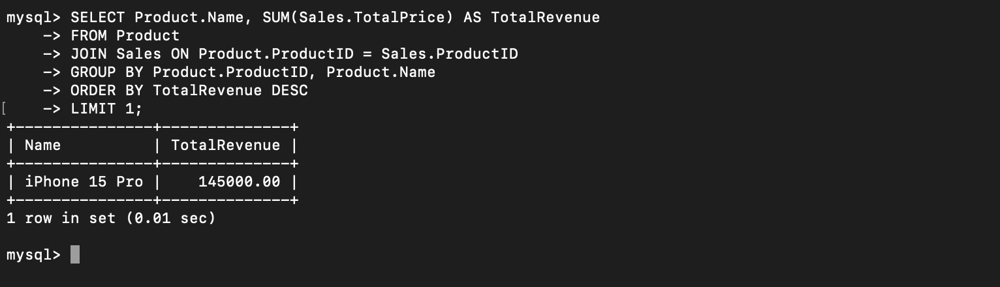 mysql> SELECT Product.Name, SUM(Sales.TotalPrice) AS TotalRevenue
    -> FROM Product
    -> JOIN Sales ON Product.ProductID = Sales.ProductID
    -> GROUP BY Product.ProductID, Product.Name
    -> ORDER BY TotalRevenue DESC
[    -> LIMIT 1;
+---------------+--------------+
| Name          | TotalRevenue |
+---------------+--------------+
| iPhone 15 Pro |    145000.00 |
+---------------+--------------+
1 row in set (0.01 sec)
mysql>